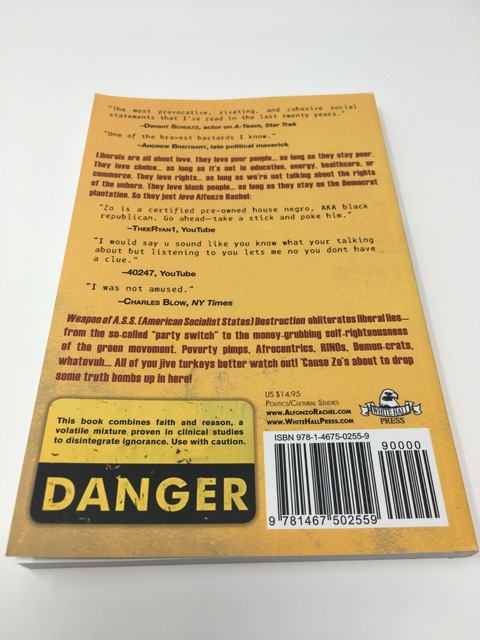 "The most provocative, riveting, and cohesive social
statements that I've read in the last twenty years."
–Dwight Schultz, actor on A-Team, Star Trek
"One of the bravest bastards I know."
–Andrew Breitbart, late political maverick
Liberals are all about love. They love poor people... as long as they stay poor.
They love choice... as long as it's not in education, energy, healthcare, or
commerce. They love rights... as long as we're not talking about the rights
of the unborn. They love black people... as long as they stay on the Democrat
plantation. So they just love Alfonzo Rachel:
"Zo is a certified pre-owned house negro, AKA black
republican. Go ahead—take a stick and poke him."
–TheeRyan1, YouTube
"I would say u sound like you know what your talking
about but listening to you lets me no you dont have
a clue."
–40247, YouTube
"I was not amused."
–Charles Blow, NY Times
Weapon of A.S.S. (American Socialist States) Destruction obliterates liberal lies—
from the so-called "party switch" to the money-grubbing self-righteousness
of the green movement. Poverty pimps, Afrocentrics, RINOs, Demon-crats,
whatevuh... All of you jive turkeys better watch out! 'Cause Zo's about to drop
some truth bombs up in here!
US $14.95
Politics/Cultural Studies
www.AlfonzoRachel.com
www.WhiteHallPress.com
WHITE HALL
PRESS
This book combines faith and reason, a
volatile mixture proven in clinical studies
to disintegrate ignorance. Use with caution.
DANGER
ISBN 978-1-4675-0255-9
90000
9 781467 502559